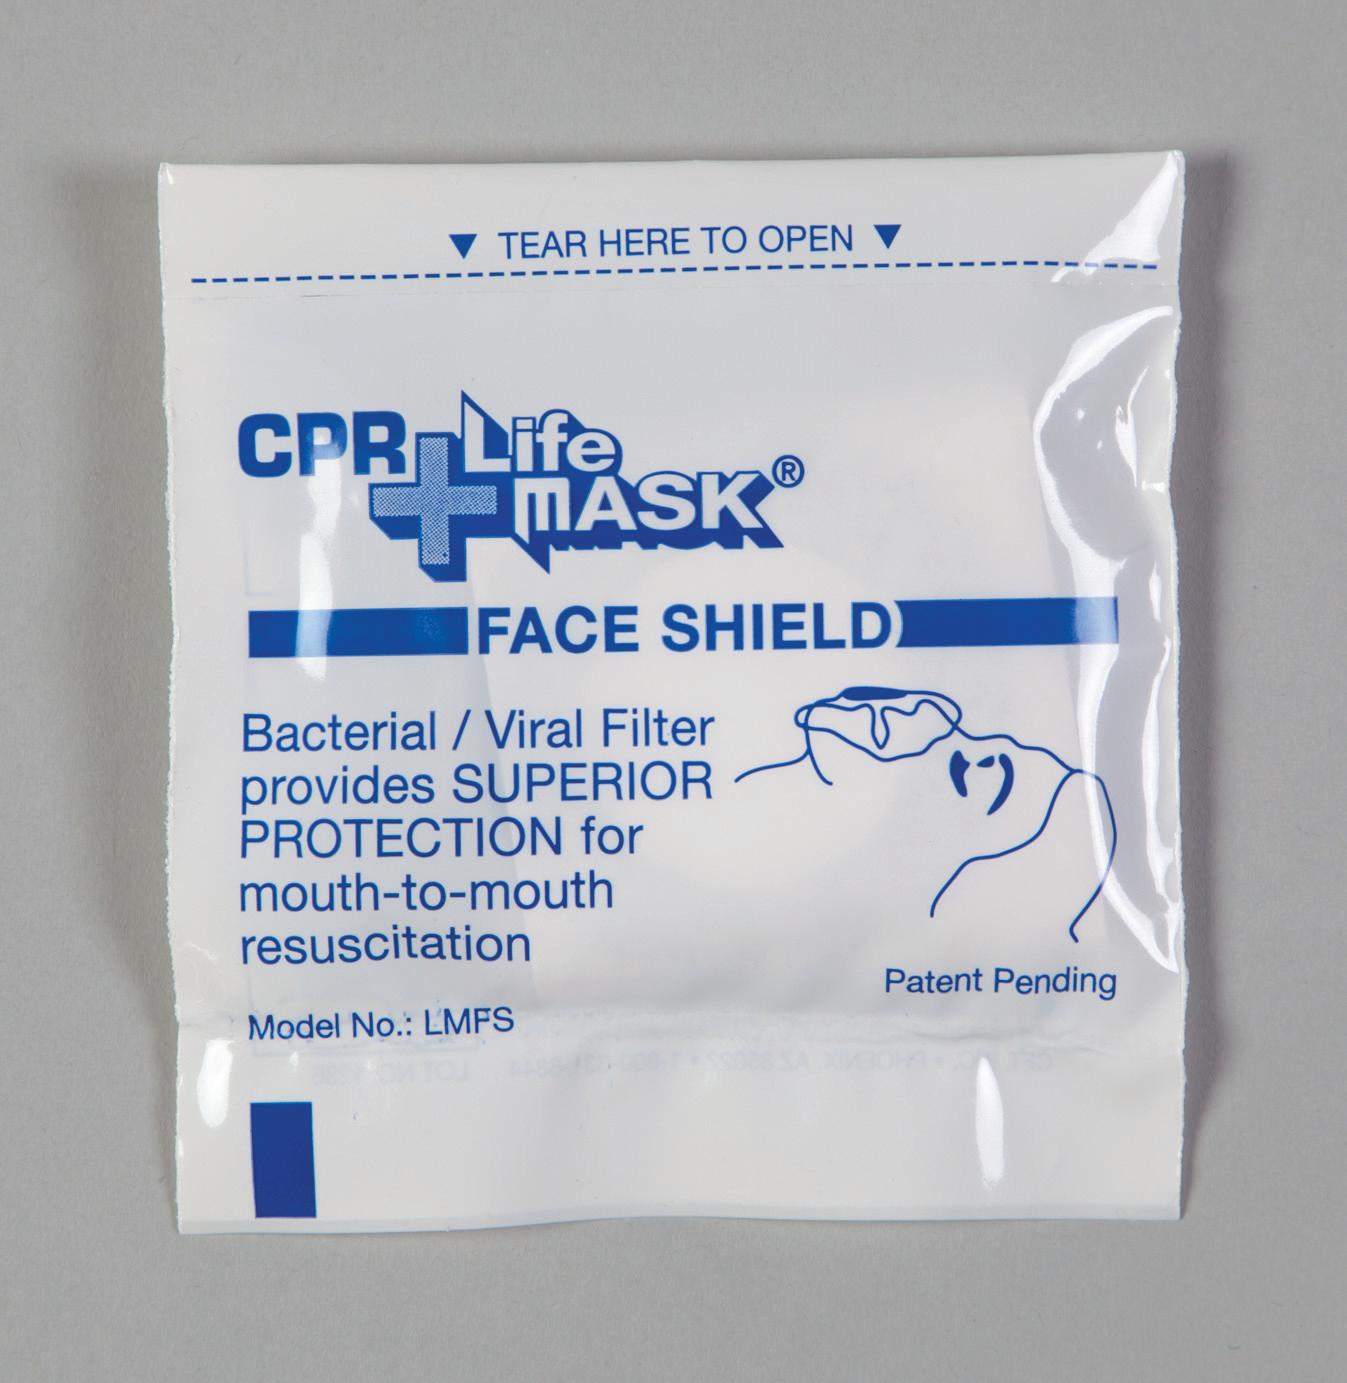 ▼ TEAR HERE TO OPEN ▼
CPR Life
MASK®
FACE SHIELD
Bacterial / Viral Filter
provides SUPERIOR
PROTECTION for
mouth-to-mouth
resuscitation
Patent Pending
Model No.: LMFS